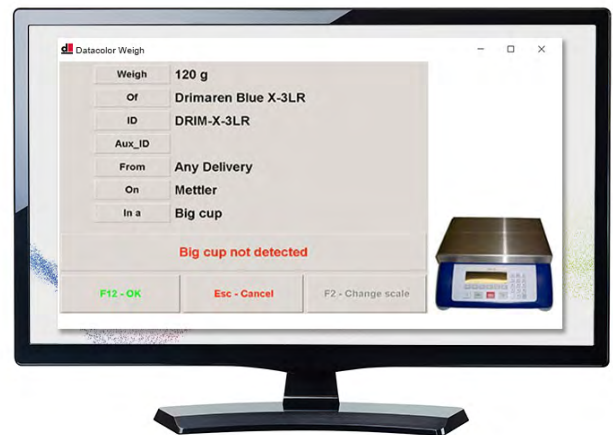 Datacolor Weigh
Weigh 120 g
Of Drimaren Blue X-3LR
ID DRIM-X-3LR
Aux_ID
From Any Delivery
On Mettler
In a Big cup
Big cup not detected
F12 - OK Esc - Cancel F2 - Change scale